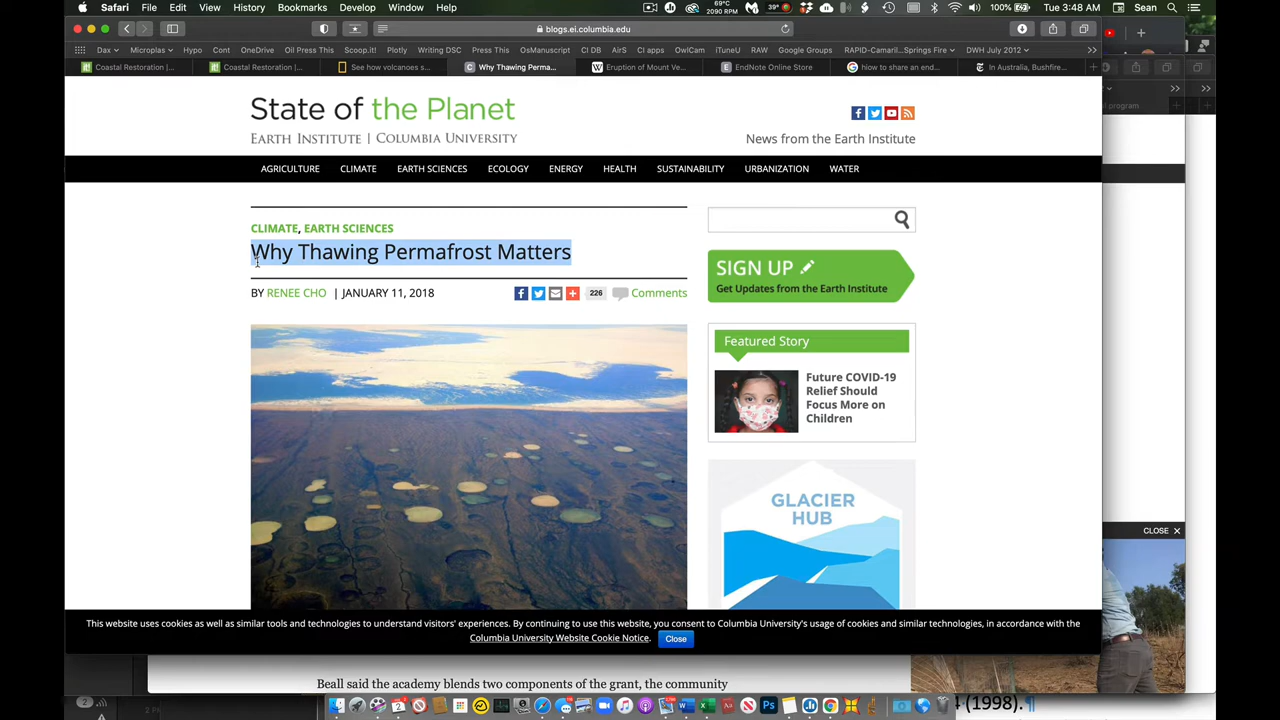 Safari File Edit View History Bookmarks Develop Window Help
69°C
2090 RPM
39°
100%
Tue 3:48 AM Sean
blogs.ei.columbia.edu
Dax Microplas Hypo Cont OneDrive Oil Press This Scoop.it! Plotly Writing DSC Press This OsManuscript CI DB AirS CI apps OwlCam iTuneU RAW Google Groups RAPID-Camaril...Springs Fire DWH July 2012
Coastal Restoration |... Coastal Restoration |... See how volcanoes s... Why Thawing Perma... Eruption of Mount Ve... EndNote Online Store hiow to share an end... In Australia, Bushfire...
al program
State of the Planet
EARTH INSTITUTE | COLUMBIA UNIVERSITY
News from the Earth Institute
AGRICULTURE CLIMATE EARTH SCIENCES ECOLOGY ENERGY HEALTH SUSTAINABILITY URBANIZATION WATER
CLIMATE, EARTH SCIENCES
Why Thawing Permafrost Matters
BY RENEE CHO | JANUARY 11, 2018
226
Comments
SIGN UP
Get Updates from the Earth Institute
Featured Story
Future COVID-19
Relief Should
Focus More on
Children
GLACIER
HUB
CLOSE
This website uses cookies as well as similar tools and technologies to understand visitors' experiences. By continuing to use this website, you consent to Columbia University's usage of cookies and similar technologies, in accordance with the
Columbia University Website Cookie Notice.
Close
Beall said the academy blends two components of the grant, the community
4 (1998).¶